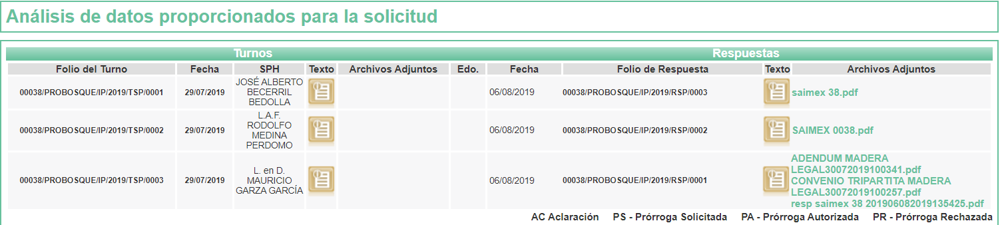 Análisis de datos proporcionados para la solicitud
Turnos Respuestas
Folio del Turno Fecha SPH Texto Archivos Adjuntos Edo. Fecha Folio de Respuesta Texto Archivos Adjuntos
00038/PROBOSQUE/IP/2019/TSP/0001 29/07/2019 JOSÉ ALBERTO
BECERRIL
BEDOLLA
06/08/2019 00038/PROBOSQUE/IP/2019/RSP/0003 saimex 38.pdf
00038/PROBOSQUE/IP/2019/TSP/0002 29/07/2019 L.A.F.
RODOLFO
MEDINA
PERDOMO
06/08/2019 00038/PROBOSQUE/IP/2019/RSP/0002 SAIMEX 0038.pdf
00038/PROBOSQUE/IP/2019/TSP/0003 29/07/2019 L. en D.
MAURICIO
GARZA GARCÍA
06/08/2019 00038/PROBOSQUE/IP/2019/RSP/0001 ADENDUM MADERA
LEGAL30072019100341.pdf
CONVENIO TRIPARTITA MADERA
LEGAL30072019100257.pdf
resp saimex 38 201906082019135425.pdf
AC Aclaración PS - Prórroga Solicitada PA - Prórroga Autorizada PR - Prórroga Rechazada